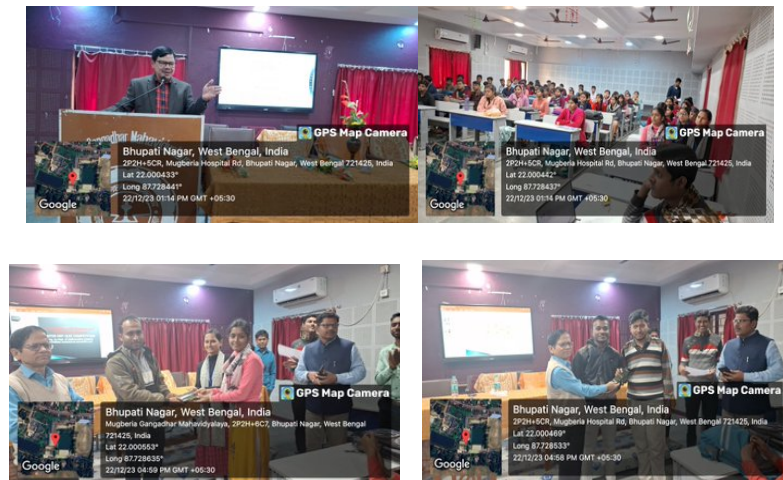 Gangadhar Mahavi
GPS Map Camera
Bhupati Nagar, West Bengal, India
2P2H+5CR, Mugberia Hospital Rd, Bhupati Nagar, West Bengal 721425, India
Lat 22.000433°
Long 87.728441°
22/12/23 01:14 PM GMT +05:30
Google
GPS Map Camera
Bhupati Nagar, West Bengal, India
2P2H+5CR, Mugberia Hospital Rd, Bhupati Nagar, West Bengal 721425, India
Lat 22.000442°
Long 87.728437°
22/12/23 01:14 PM GMT +05:30
Google
GPS Map Camera
Bhupati Nagar, West Bengal, India
Mugberia Gangadhar Mahavidyalaya, 2P2H+6C7, Bhupati Nagar, West Bengal
721425, India
Lat 22.000553°
Long 87.728635°
22/12/23 04:59 PM GMT +05:30
Google
GPS Map Camera
Bhupati Nagar, West Bengal, India
2P2H+5CR, Mugberia Hospital Rd, Bhupati Nagar, West Bengal 721425, India
Lat 22.000469°
Long 87.728533°
22/12/23 04:58 PM GMT +05:30
Google